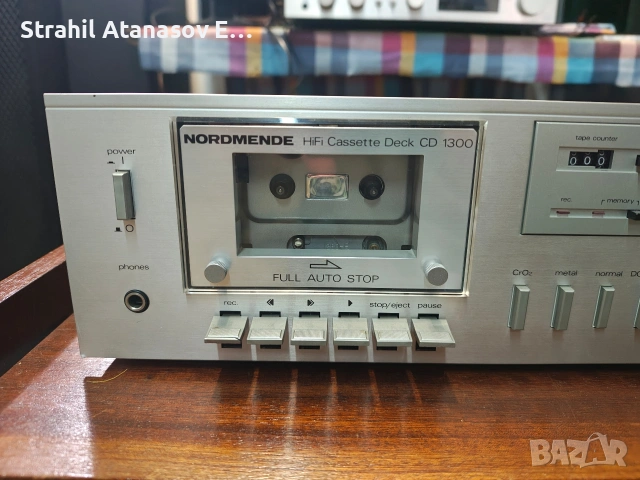 Strahil Atanasov E...
NORDMENDE HiFi Cassette Deck CD 1300
power
tape counter
000
rec. memory
phones
FULL AUTO STOP
CrO₂ metal normal DO
rec. stop/eject pause
BAZAR